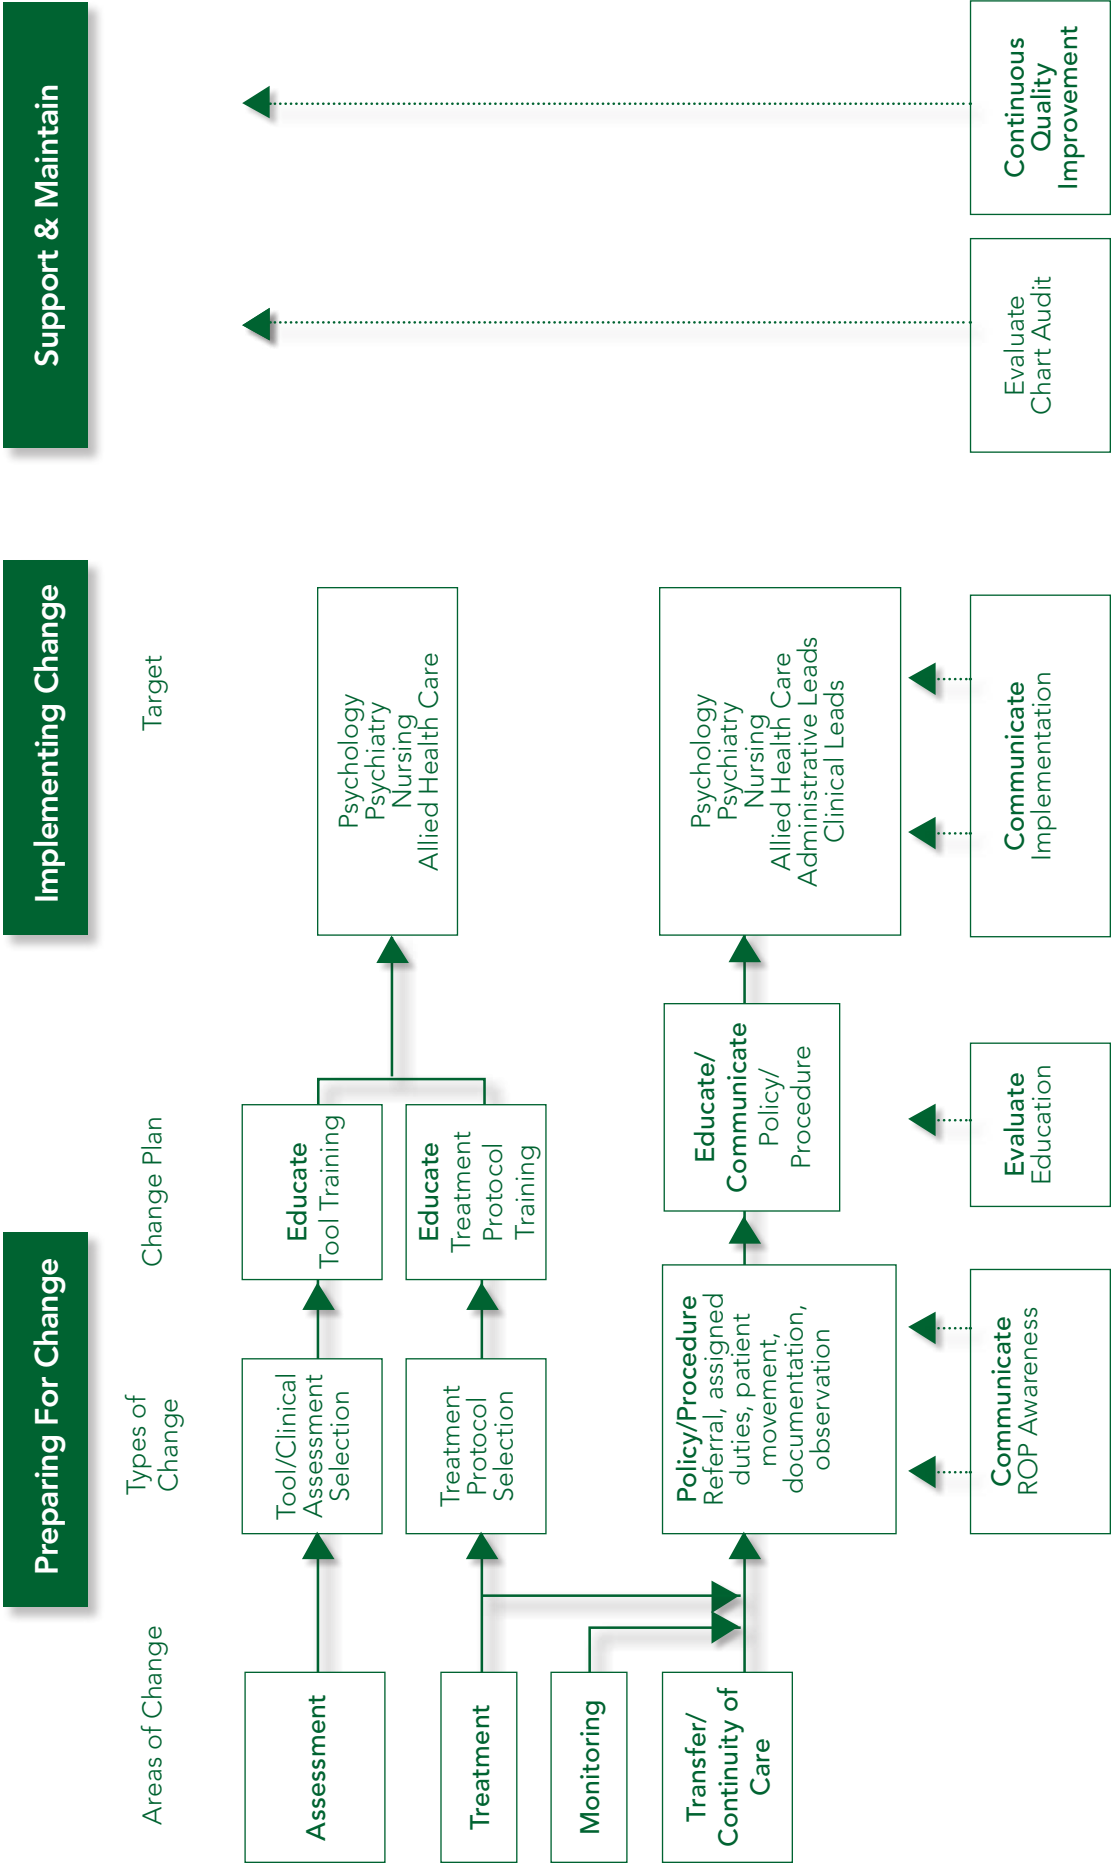 Preparing For Change
Implementing Change
Support & Maintain
Areas of Change
Types of
Change
Change Plan
Target
Assessment
Tool/Clinical
Assessment
Selection
Educate
Tool Training
Psychology
Psychiatry
Nursing
Allied Health Care
Treatment
Treatment
Protocol
Selection
Educate
Treatment
Protocol
Training
Monitoring
Transfer/
Continuity of
Care
Policy/Procedure
Referral, assigned
duties, patient
movement,
documentation,
observation
Educate/
Communicate
Policy/
Procedure
Psychology
Psychiatry
Nursing
Allied Health Care
Administrative Leads
Clinical Leads
Communicate
ROP Awareness
Evaluate
Education
Communicate
Implementation
Evaluate
Chart Audit
Continuous
Quality
Improvement